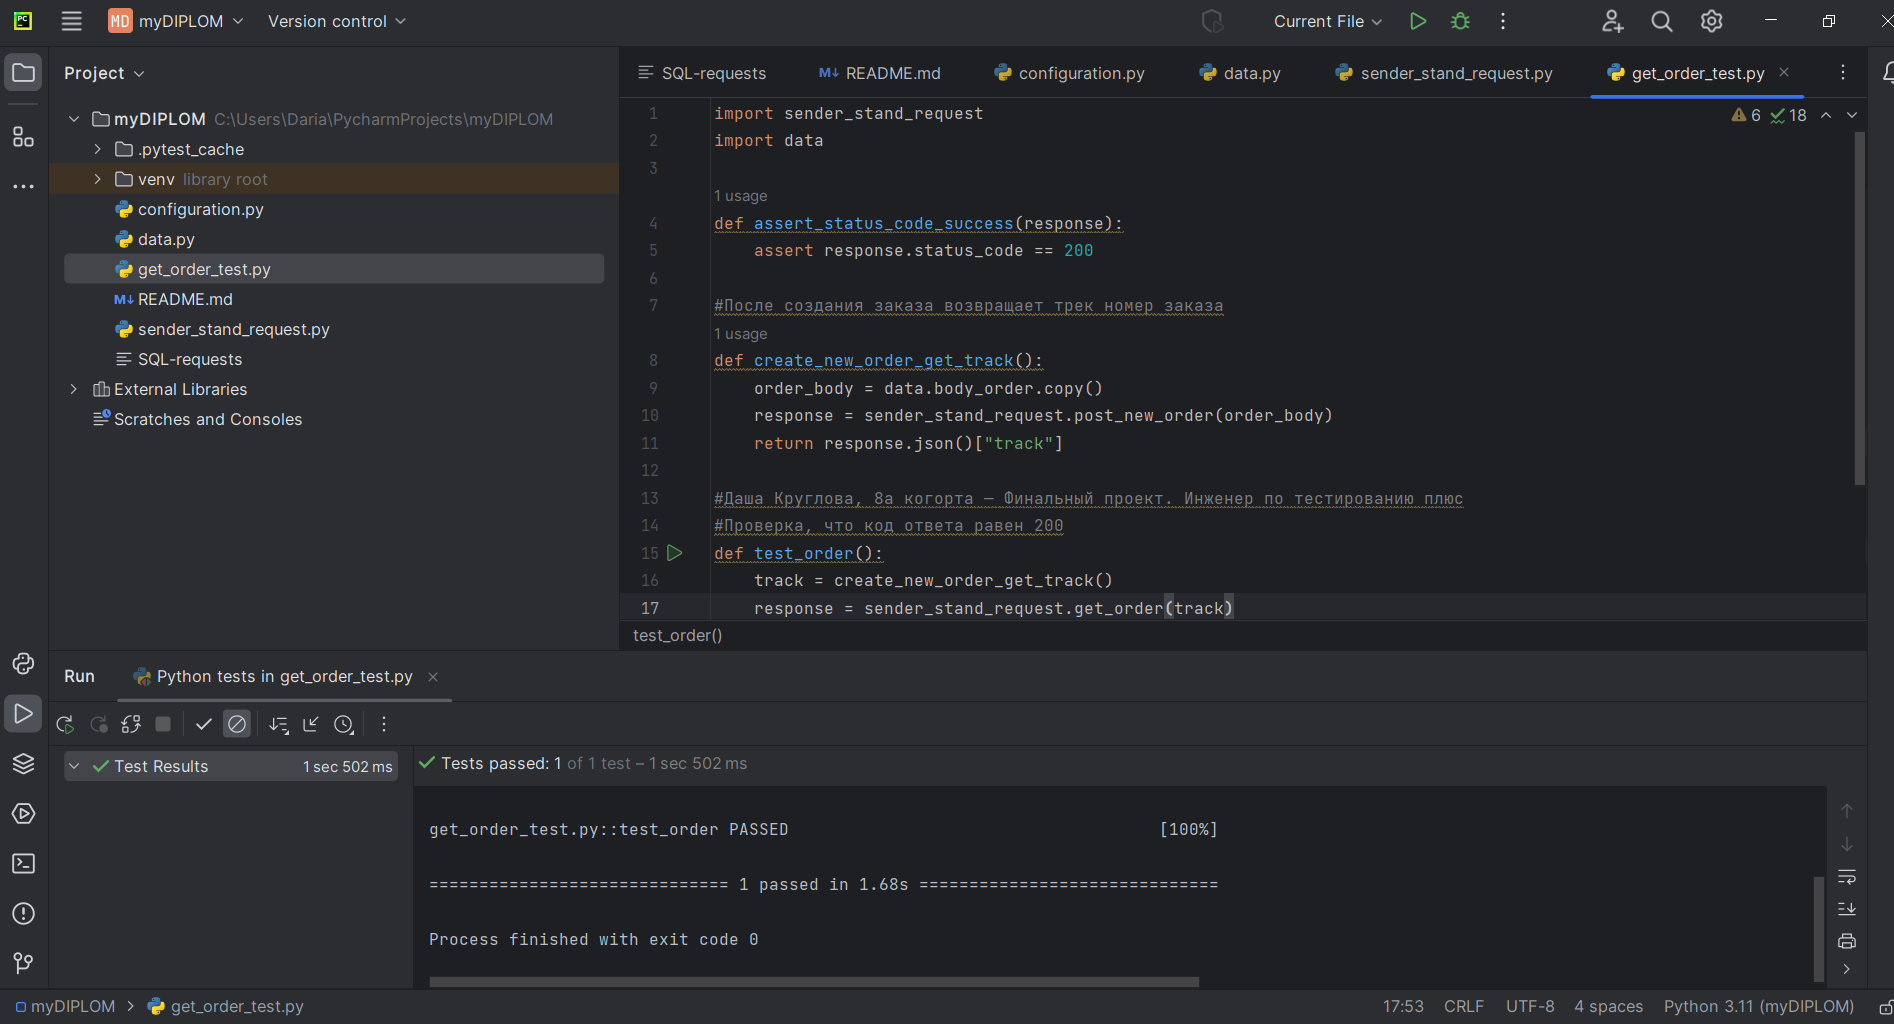 PC MD myDIPLOM Version control Current File
Project
SQL-requests README.md configuration.py data.py sender_stand_request.py get_order_test.py
myDIPLOM C:\Users\Daria\PycharmProjects\myDIPLOM
.pytest_cache
venv library root
configuration.py
data.py
get_order_test.py
README.md
sender_stand_request.py
SQL-requests
External Libraries
Scratches and Consoles
6 18
1 import sender_stand_request
2 import data
3
1 usage
4 def assert_status_code_success(response):
5 assert response.status_code == 200
6
7 #После создания заказа возвращает трек номер заказа
1 usage
8 def create_new_order_get_track():
9 order_body = data.body_order.copy()
10 response = sender_stand_request.post_new_order(order_body)
11 return response.json()["track"]
12
13 #Даша Круглова, 8а когорта — Финальный проект. Инженер по тестированию плюс
14 #Проверка, что код ответа равен 200
15 def test_order():
16 track = create_new_order_get_track()
17 response = sender_stand_request.get_order(track)
test_order()
Run Python tests in get_order_test.py
Test Results 1 sec 502 ms
Tests passed: 1 of 1 test – 1 sec 502 ms
get_order_test.py::test_order PASSED [100%]
============================== 1 passed in 1.68s ==============================
Process finished with exit code 0
myDIPLOM > get_order_test.py 17:53 CRLF UTF-8 4 spaces Python 3.11 (myDIPLOM)